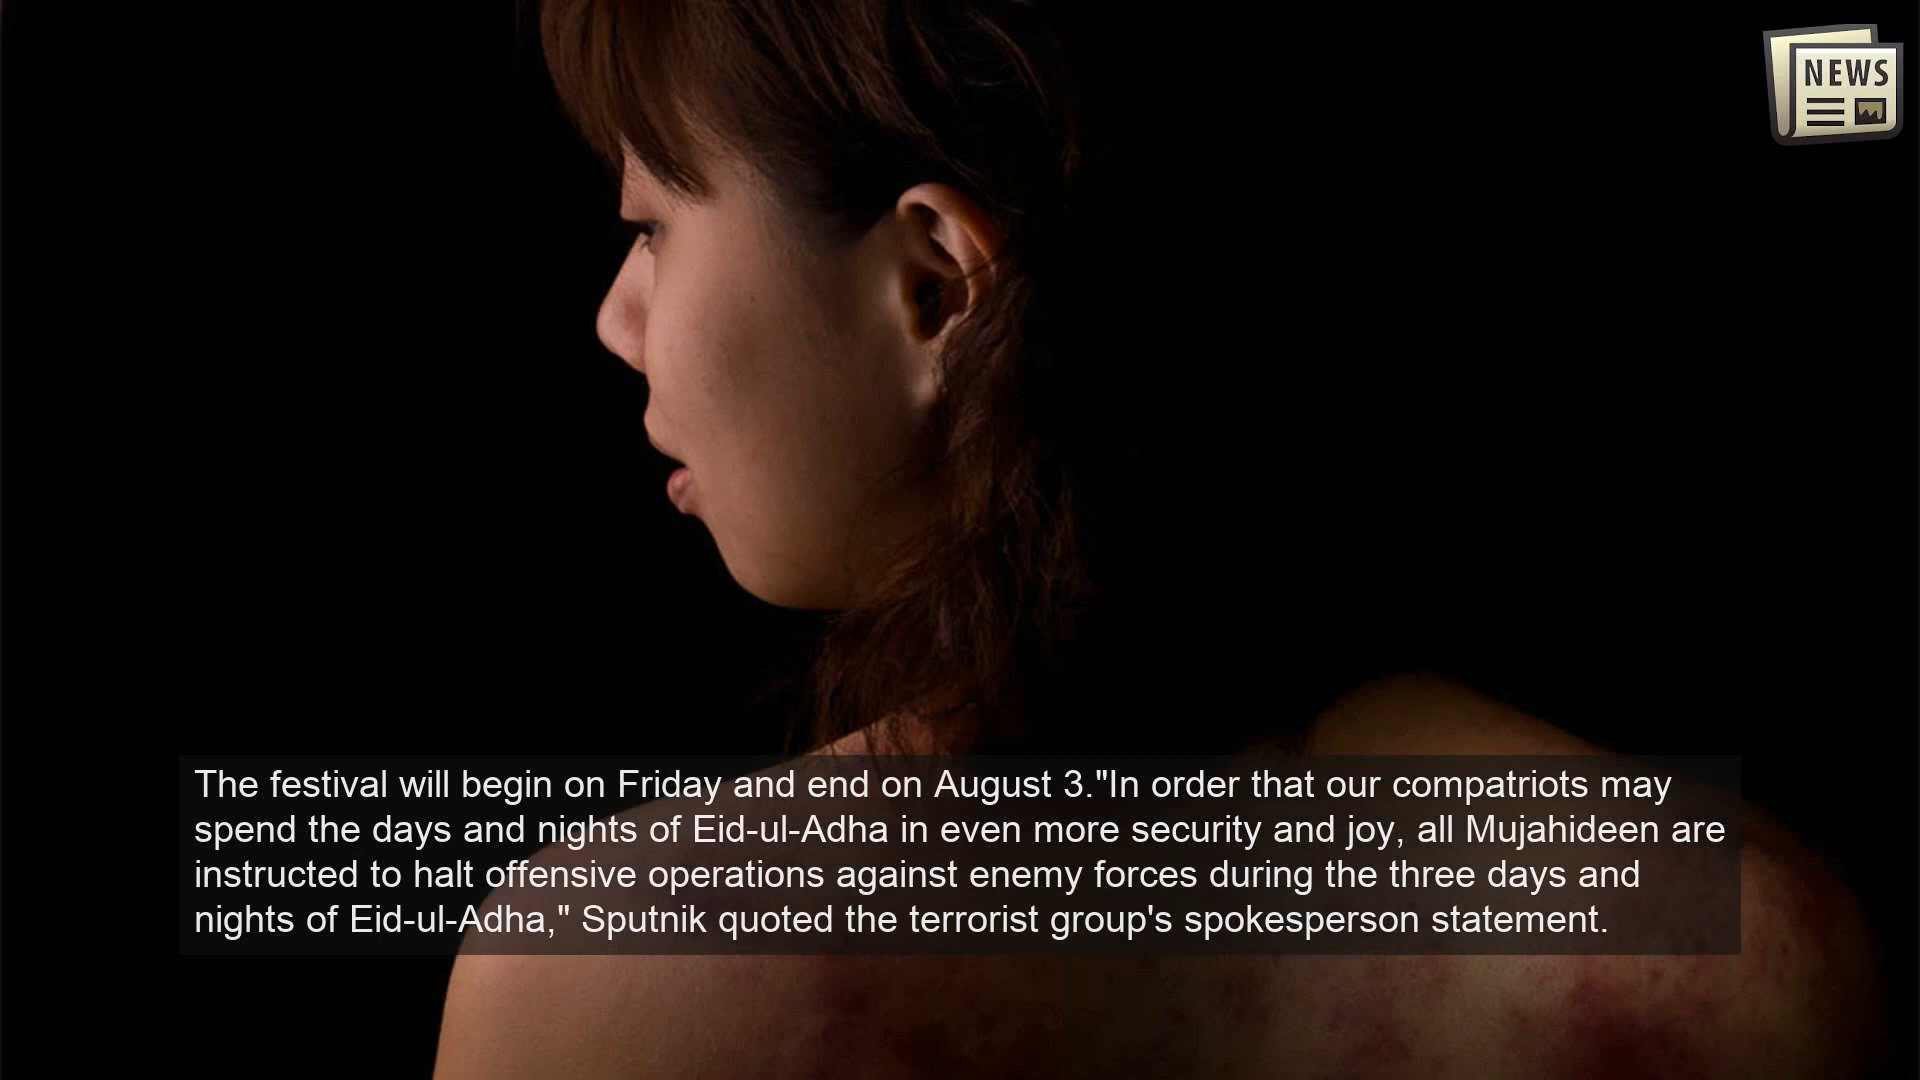 NEWS
The festival will begin on Friday and end on August 3."In order that our compatriots may
spend the days and nights of Eid-ul-Adha in even more security and joy, all Mujahideen are
instructed to halt offensive operations against enemy forces during the three days and
nights of Eid-ul-Adha," Sputnik quoted the terrorist group's spokesperson statement.